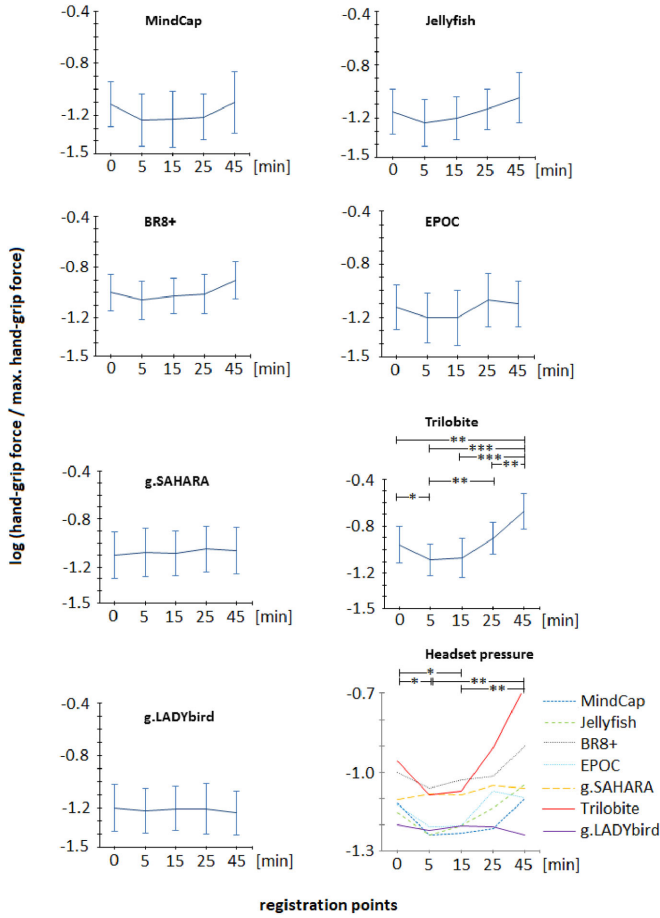 MindCap
-0.4
-0.8
-1.2
-1.5
0 5 15 25 45 [min]
Jellyfish
-0.4
-0.8
-1.2
-1.5
0 5 15 25 45 [min]
BR8+
-0.4
-0.8
-1.2
-1.5
0 5 15 25 45 [min]
EPOC
-0.4
-0.8
-1.2
-1.5
0 5 15 25 45 [min]
log (hand-grip force / max. hand-grip force)
g.SAHARA
-0.4
-0.8
-1.2
-1.5
0 5 15 25 45 [min]
Trilobite
**
***
***
**
**
*
-0.4
-0.8
-1.2
-1.5
0 5 15 25 45 [min]
g.LADYbird
-0.4
-0.8
-1.2
-1.5
0 5 15 25 45 [min]
Headset pressure
*
* **
**
-0.7
-1.0
-1.3
0 5 15 25 45 [min]
MindCap
Jellyfish
BR8+
EPOC
g.SAHARA
Trilobite
g.LADYbird
registration points